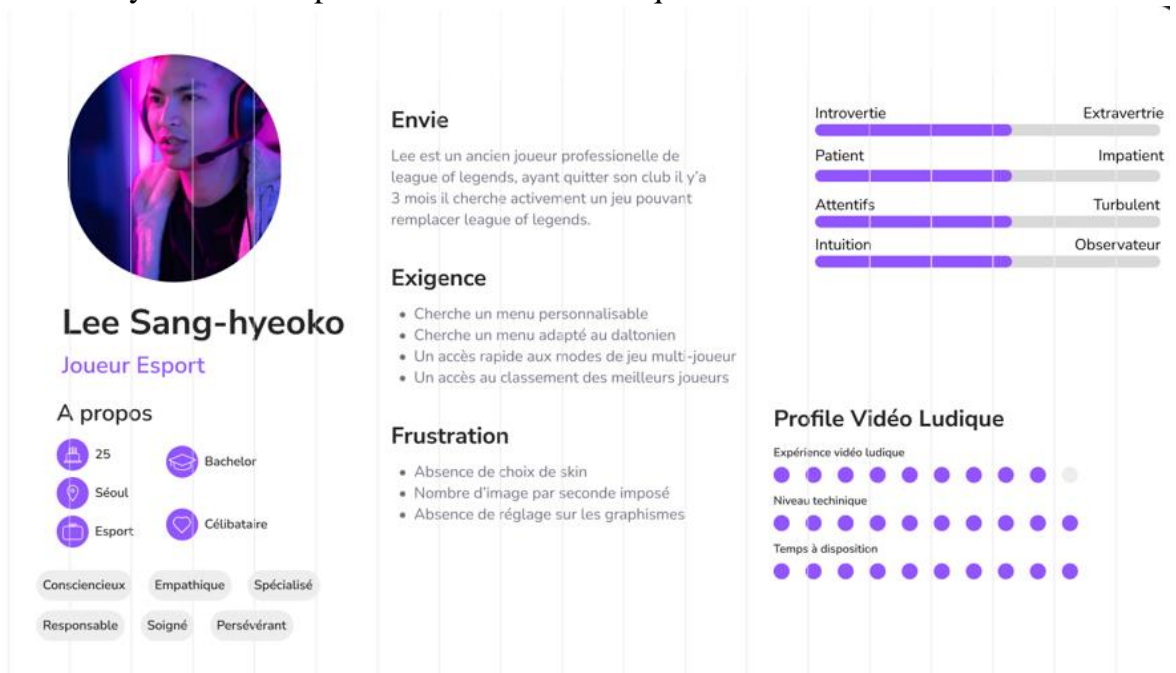 Lee Sang-hyeoko
Joueur Esport
A propos
25
Bachelor
Séoul
Esport
Célibataire
Consciencieux
Empathique
Spécialisé
Responsable
Soigné
Persévérant
Envie
Lee est un ancien joueur professionelle de
league of legends, ayant quitter son club il y'a
3 mois il cherche activement un jeu pouvant
remplacer league of legends.
Exigence
• Cherche un menu personnalisable
• Cherche un menu adapté au daltonien
• Un accès rapide aux modes de jeu multi-joueur
• Un accès au classement des meilleurs joueurs
Frustration
• Absence de choix de skin
• Nombre d'image par seconde imposé
• Absence de réglage sur les graphismes
Introvertie
Extravertrie
Patient
Impatient
Attentifs
Turbulent
Intuition
Observateur
Profile Vidéo Ludique
Expérience vidéo ludique
Niveau techinique
Temps à disposition